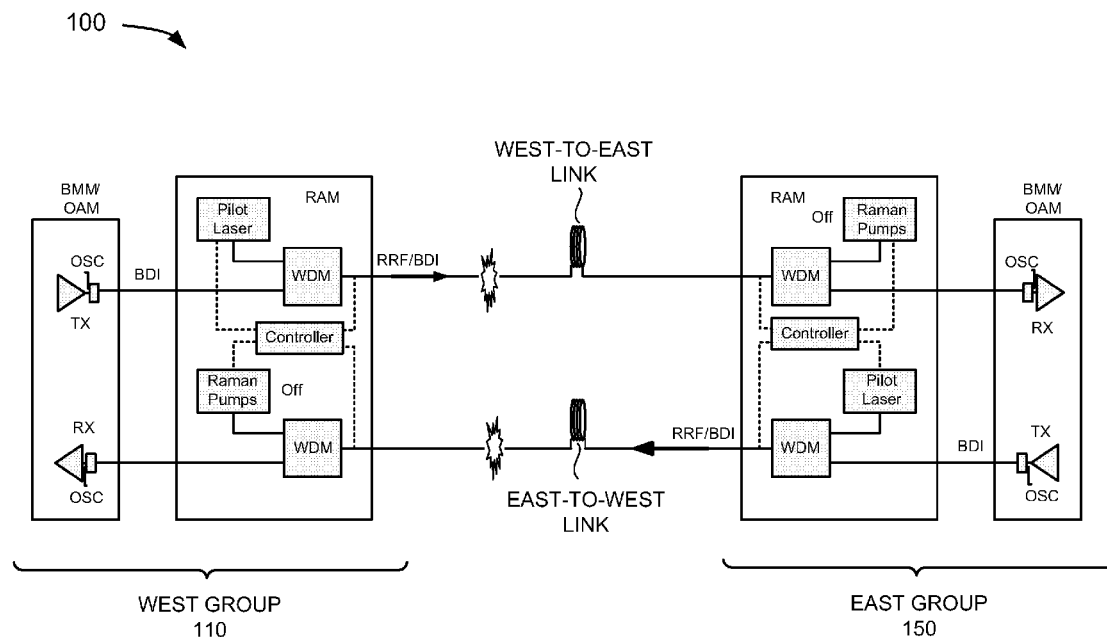 100
WEST-TO-EAST
LINK
BMM/
OAM
RAM
Pilot
Laser
OSC
TX
BDI
WDM
RRF/BDI
Controller
Raman
Pumps
Off
RX
OSC
WDM
RAM
Off
Raman
Pumps
BMM/
OAM
WDM
OSC
RX
Controller
Pilot
Laser
RRF/BDI
WDM
BDI
TX
OSC
EAST-TO-WEST
LINK
WEST GROUP
110
EAST GROUP
150